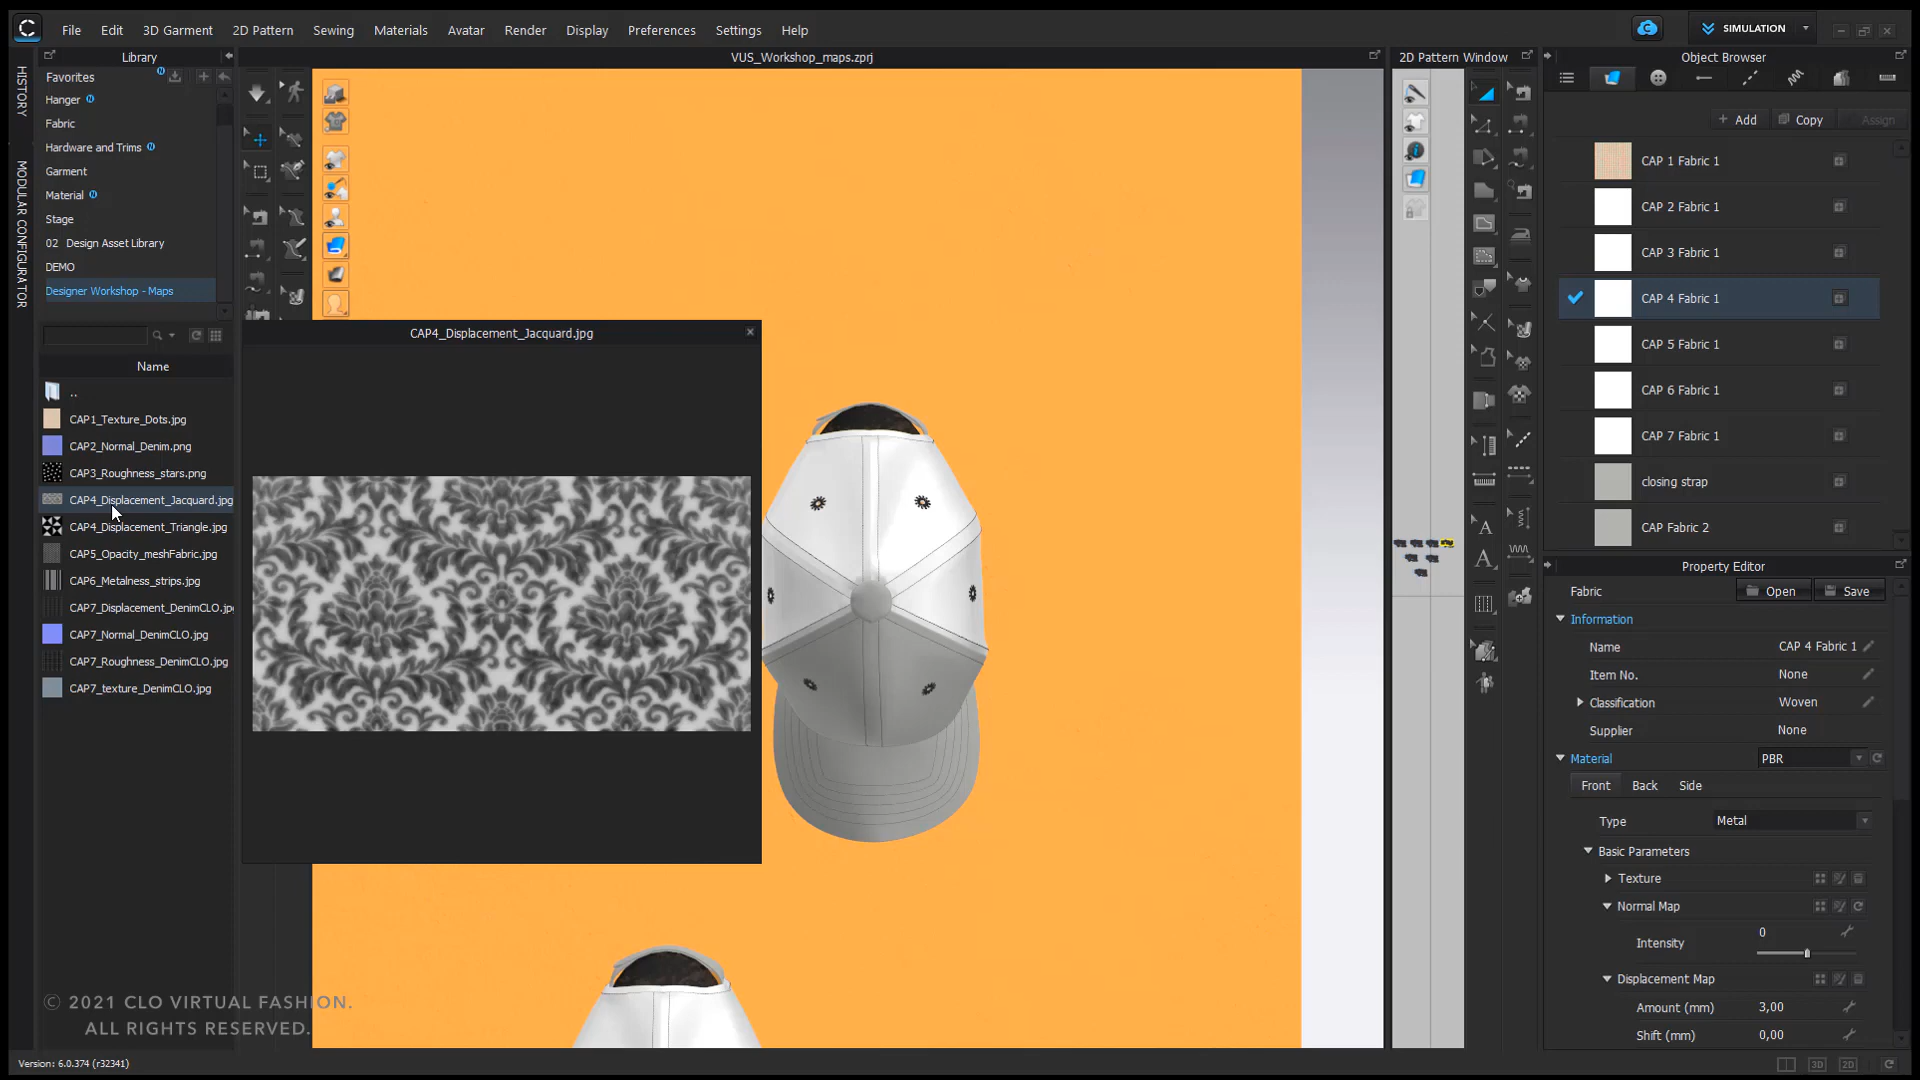 File Edit 3D Garment 2D Pattern Sewing Materials Avatar Render Display Preferences Settings Help
SIMULATION
HISTORY
MODULAR CONFIGURATOR
Library
Favorites
Hanger
Fabric
Hardware and Trims
Garment
Material
Stage
02 Design Asset Library
DEMO
Designer Workshop - Maps
Name
..
CAP1_Texture_Dots.jpg
CAP2_Normal_Denim.png
CAP3_Roughness_stars.png
CAP4_Displacement_Jacquard.jpg
CAP4_Displacement_Triangle.jpg
CAP5_Opacity_meshFabric.jpg
CAP6_Metalness_strips.jpg
CAP7_Displacement_DenimCLO.jpg
CAP7_Normal_DenimCLO.jpg
CAP7_Roughness_DenimCLO.jpg
CAP7_texture_DenimCLO.jpg
© 2021 CLO VIRTUAL FASHION.
ALL RIGHTS RESERVED.
Version: 6.0.374 (r32341)
VUS_Workshop_maps.zprj
CAP4_Displacement_Jacquard.jpg
2D Pattern Window
Object Browser
+ Add Copy Assign
CAP 1 Fabric 1
CAP 2 Fabric 1
CAP 3 Fabric 1
CAP 4 Fabric 1
CAP 5 Fabric 1
CAP 6 Fabric 1
CAP 7 Fabric 1
closing strap
CAP Fabric 2
Property Editor
Fabric Open Save
Information
Name CAP 4 Fabric 1
Item No. None
Classification Woven
Supplier None
Material PBR
Front Back Side
Type Metal
Basic Parameters
Texture
Normal Map
Intensity 0
Displacement Map
Amount (mm) 3,00
Shift (mm) 0,00
3D 2D